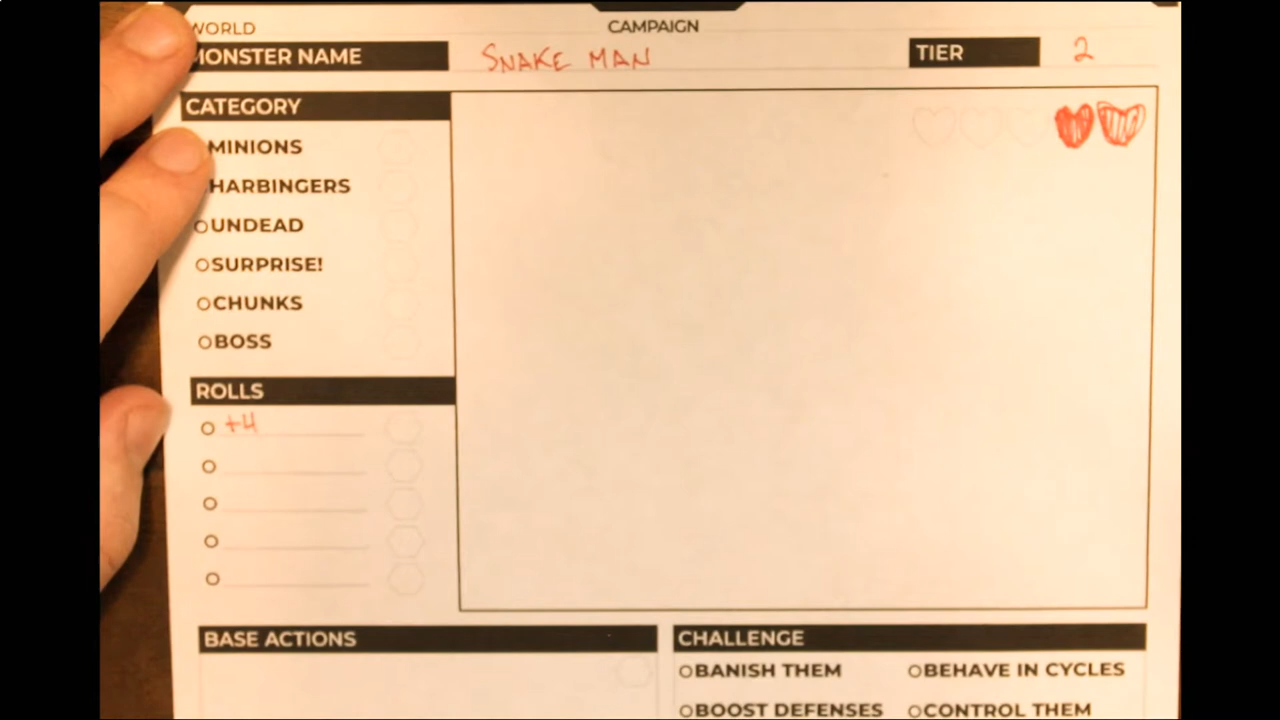 WORLD CAMPAIGN
MONSTER NAME SNAKE MAN TIER 2
CATEGORY
MINIONS
HARBINGERS
UNDEAD
SURPRISE!
CHUNKS
BOSS
ROLLS
+4
BASE ACTIONS CHALLENGE
BANISH THEM BEHAVE IN CYCLES
BOOST DEFENSES CONTROL THEM